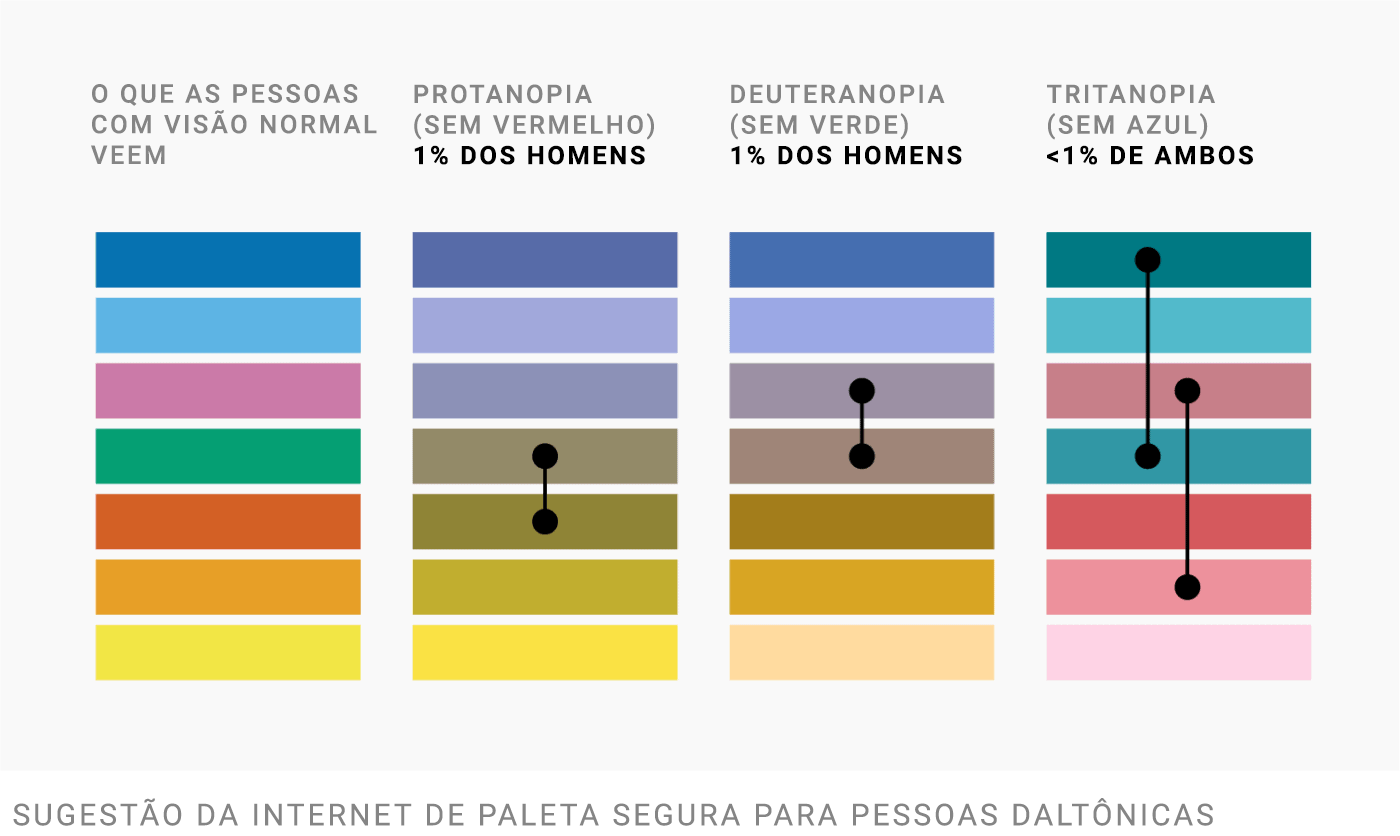 O QUE AS PESSOAS
COM VISÃO NORMAL
VEEM
PROTANOPIA
(SEM VERMELHO)
1% DOS HOMENS
DEUTERANOPIA
(SEM VERDE)
1% DOS HOMENS
TRITANOPIA
(SEM AZUL)
<1% DE AMBOS
SUGESTÃO DA INTERNET DE PALETA SEGURA PARA PESSOAS DALTÔNICAS